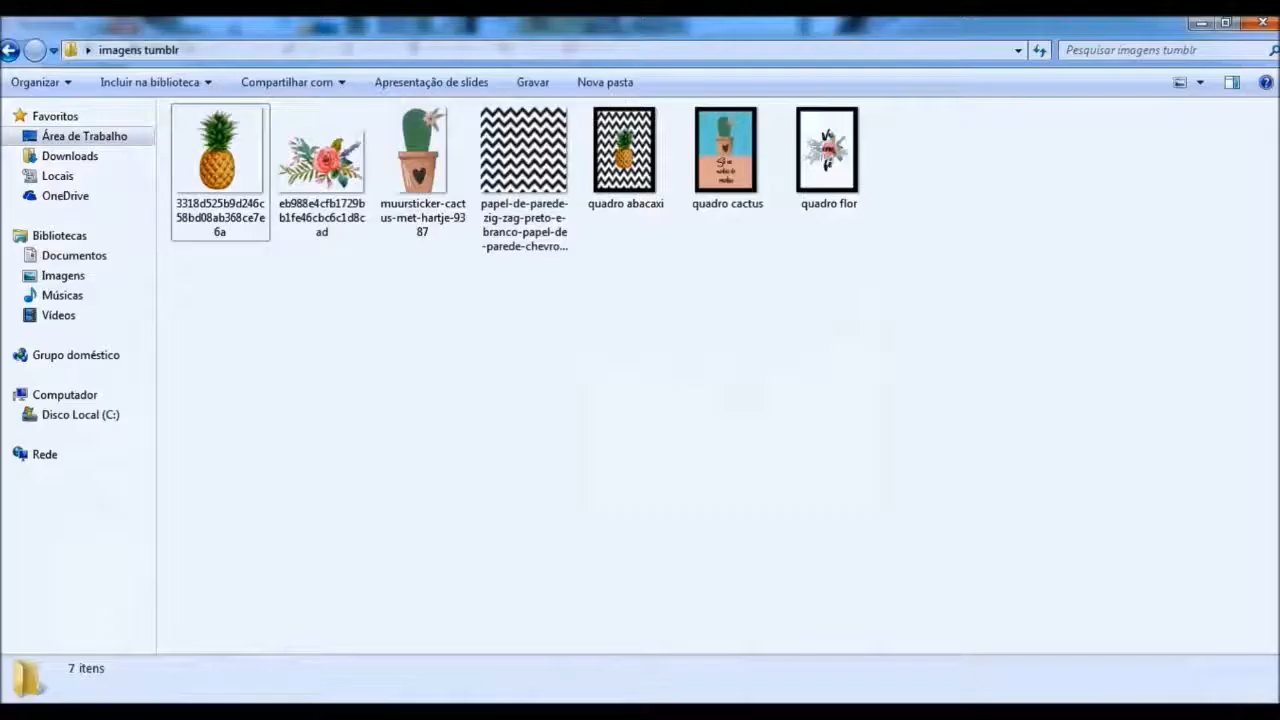 imagens tumblr
Pesquisar imagens tumblr
Organizar
Incluir na biblioteca
Compartilhar com
Apresentação de slides
Gravar
Nova pasta
Favoritos
Área de Trabalho
Downloads
Locais
OneDrive
Bibliotecas
Documentos
Imagens
Músicas
Vídeos
Grupo doméstico
Computador
Disco Local (C:)
Rede
3318d525b9d246c
58bd08ab368ce7e
6a
eb988e4cfb1729b
b1fe46cbc6c1d8c
ad
muursticker-cact
us-met-hartje-93
87
papel-de-parede-
zig-zag-preto-e-
branco-papel-de
-parede-chevro...
quadro abacaxi
quadro cactus
quadro flor
7 itens